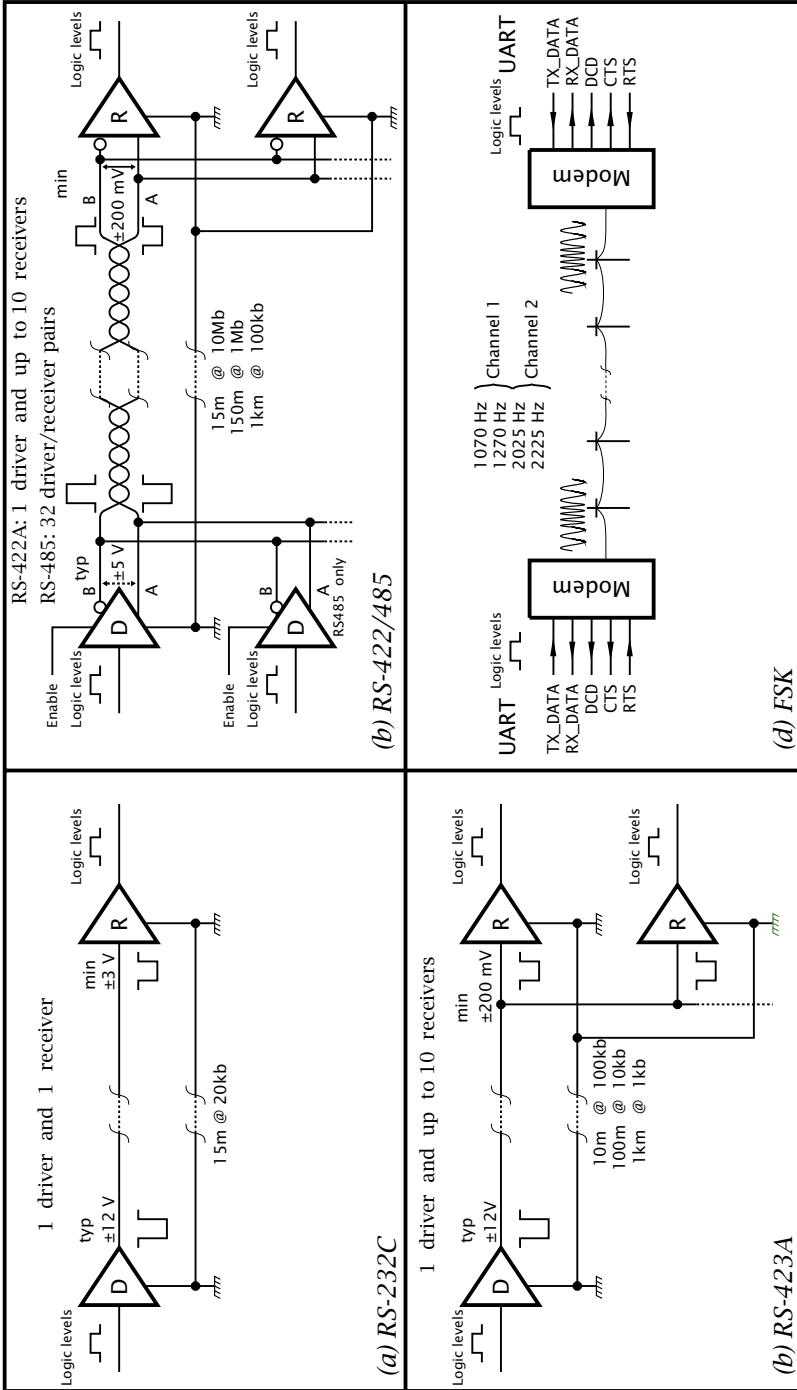 1 driver and 1 receiver
Logic levels
D
typ
±12 V
min
±3 V
R
Logic levels
15m @ 20kb
(a) RS-232C
RS-422A: 1 driver and up to 10 receivers
RS-485: 32 driver/receiver pairs
Enable
Logic levels
D
typ
B
±5 V
A
min
B
±200 mV
A
R
Logic levels
15m @ 10Mb
150m @ 1Mb
1km @ 100kb
Enable
Logic levels
D
B
A
RS485 only
R
Logic levels
(b) RS-422/485
1 driver and up to 10 receivers
Logic levels
D
typ
±12V
min
±200 mV
R
Logic levels
10m @ 100kb
100m @ 10kb
1km @ 1kb
R
Logic levels
(b) RS-423A
UART
Logic levels
TX_DATA
RX_DATA
DCD
CTS
RTS
Modem
1070 Hz
1270 Hz
Channel 1
2025 Hz
2225 Hz
Channel 2
Modem
Logic levels
UART
TX_DATA
RX_DATA
DCD
CTS
RTS
(d) FSK